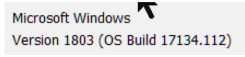 Microsoft Windows
Version 1803 (OS Build 17134.112)